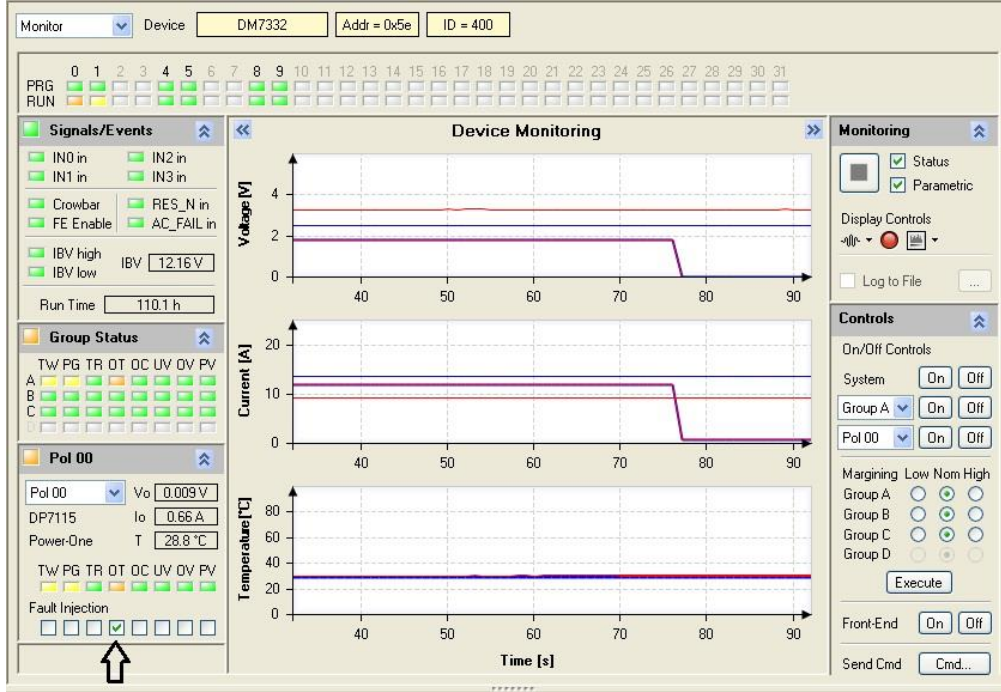 Monitor Device DM7332 Addr = 0x5e ID = 400
0 1 2 3 4 5 6 7 8 9 10 11 12 13 14 15 16 17 18 19 20 21 22 23 24 25 26 27 28 29 30 31
PRG
RUN
Signals/Events
IN0 in IN2 in
IN1 in IN3 in
Crowbar RES_N in
FE Enable AC_FAIL in
IBV high
IBV low
IBV 12.16 V
Run Time 110.1 h
Group Status
TW PG TR OT OC UV OV PV
A
B
C
D
Pol 00
Pol 00 Vo 0.009 V
DP7115 Io 0.66 A
Power-One T 28.8 °C
TW PG TR OT OC UV OV PV
Fault Injection
Device Monitoring
Voltage [V]
4
2
0
40 50 60 70 80 90
Current [A]
20
10
0
40 50 60 70 80 90
Temperature [°C]
80
60
40
20
0
40 50 60 70 80 90
Time [s]
Monitoring
Status
Parametric
Display Controls
Log to File ...
Controls
On/Off Controls
System On Off
Group A On Off
Pol 00 On Off
Margining Low Nom High
Group A
Group B
Group C
Group D
Execute
Front-End On Off
Send Cmd Cmd...